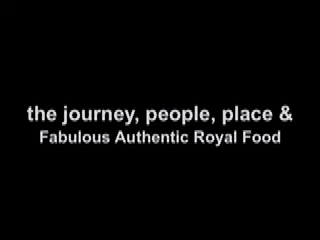 the journey, people, place &
Fabulous Authentic Royal Food